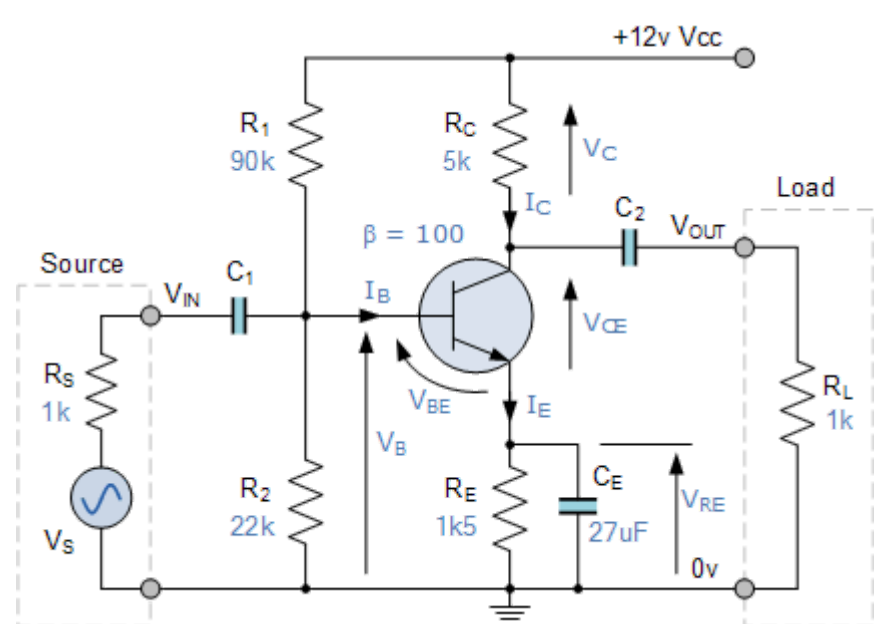 +12v Vcc
R1
90k
RC
5k
VC
IC
C2
VOUT
Load
β = 100
Source
C1
VIN
IB
VCE
RS
1k
VBE
IE
RL
1k
VB
R2
22k
RE
1k5
CE
27uF
VRE
VS
0v